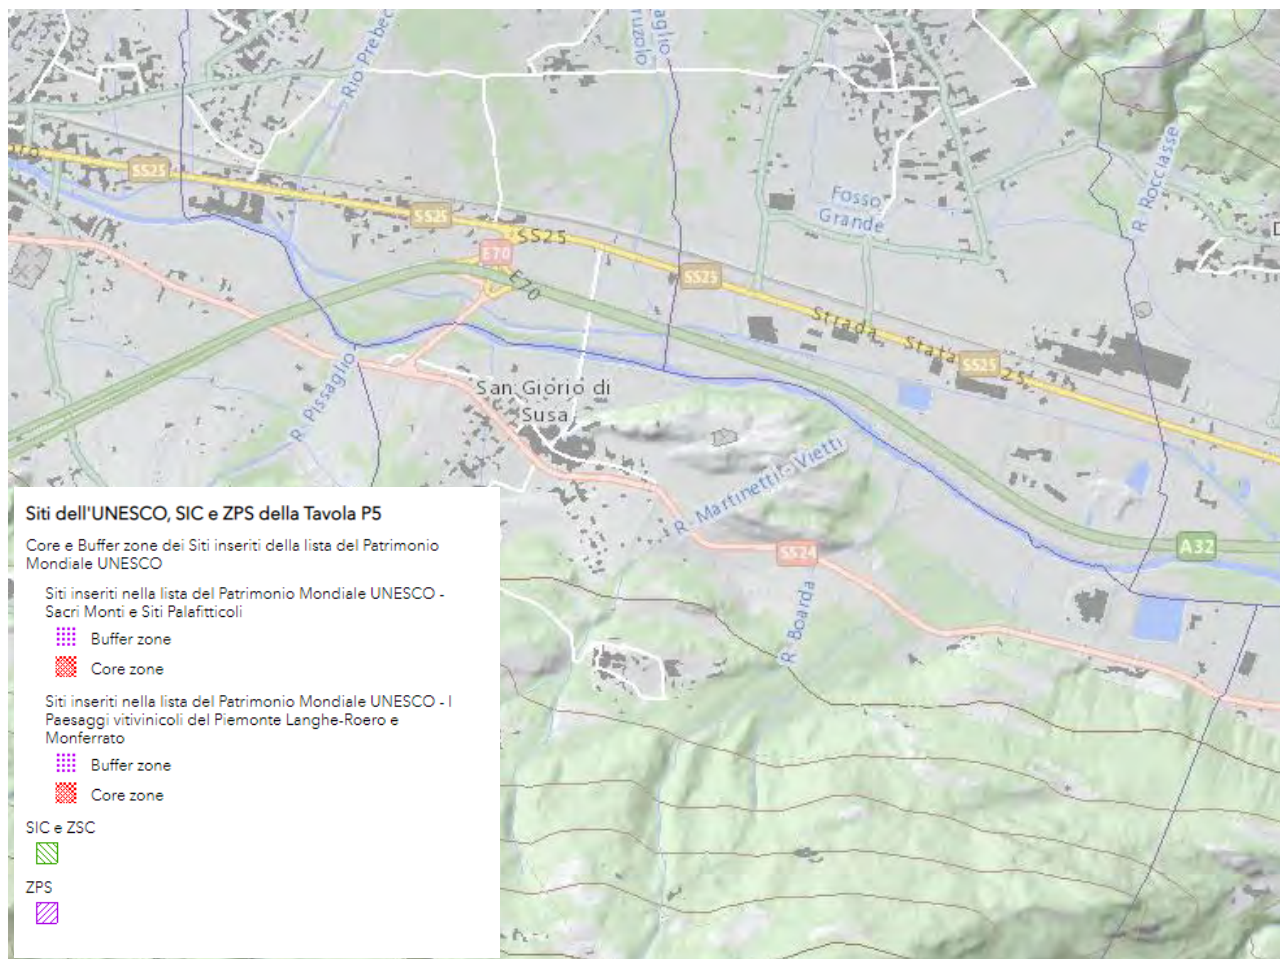 Rio Prebec
ruzolo
aglio
SS25
SS25
SS25
E70
E70
SS25
Fosso
Grande
R. Rocciasse
D
Strada
Statale
25
SS25
San Giorio di
Susa
R. Pissaglio
R. Martinetti - Vietti
SS24
R. Boarda
A32
Siti dell'UNESCO, SIC e ZPS della Tavola P5
Core e Buffer zone dei Siti inseriti della lista del Patrimonio
Mondiale UNESCO
Siti inseriti nella lista del Patrimonio Mondiale UNESCO -
Sacri Monti e Siti Palafitticoli
Buffer zone
Core zone
Siti inseriti nella lista del Patrimonio Mondiale UNESCO - I
Paesaggi vitivinicoli del Piemonte Langhe-Roero e
Monferrato
Buffer zone
Core zone
SIC e ZSC
ZPS